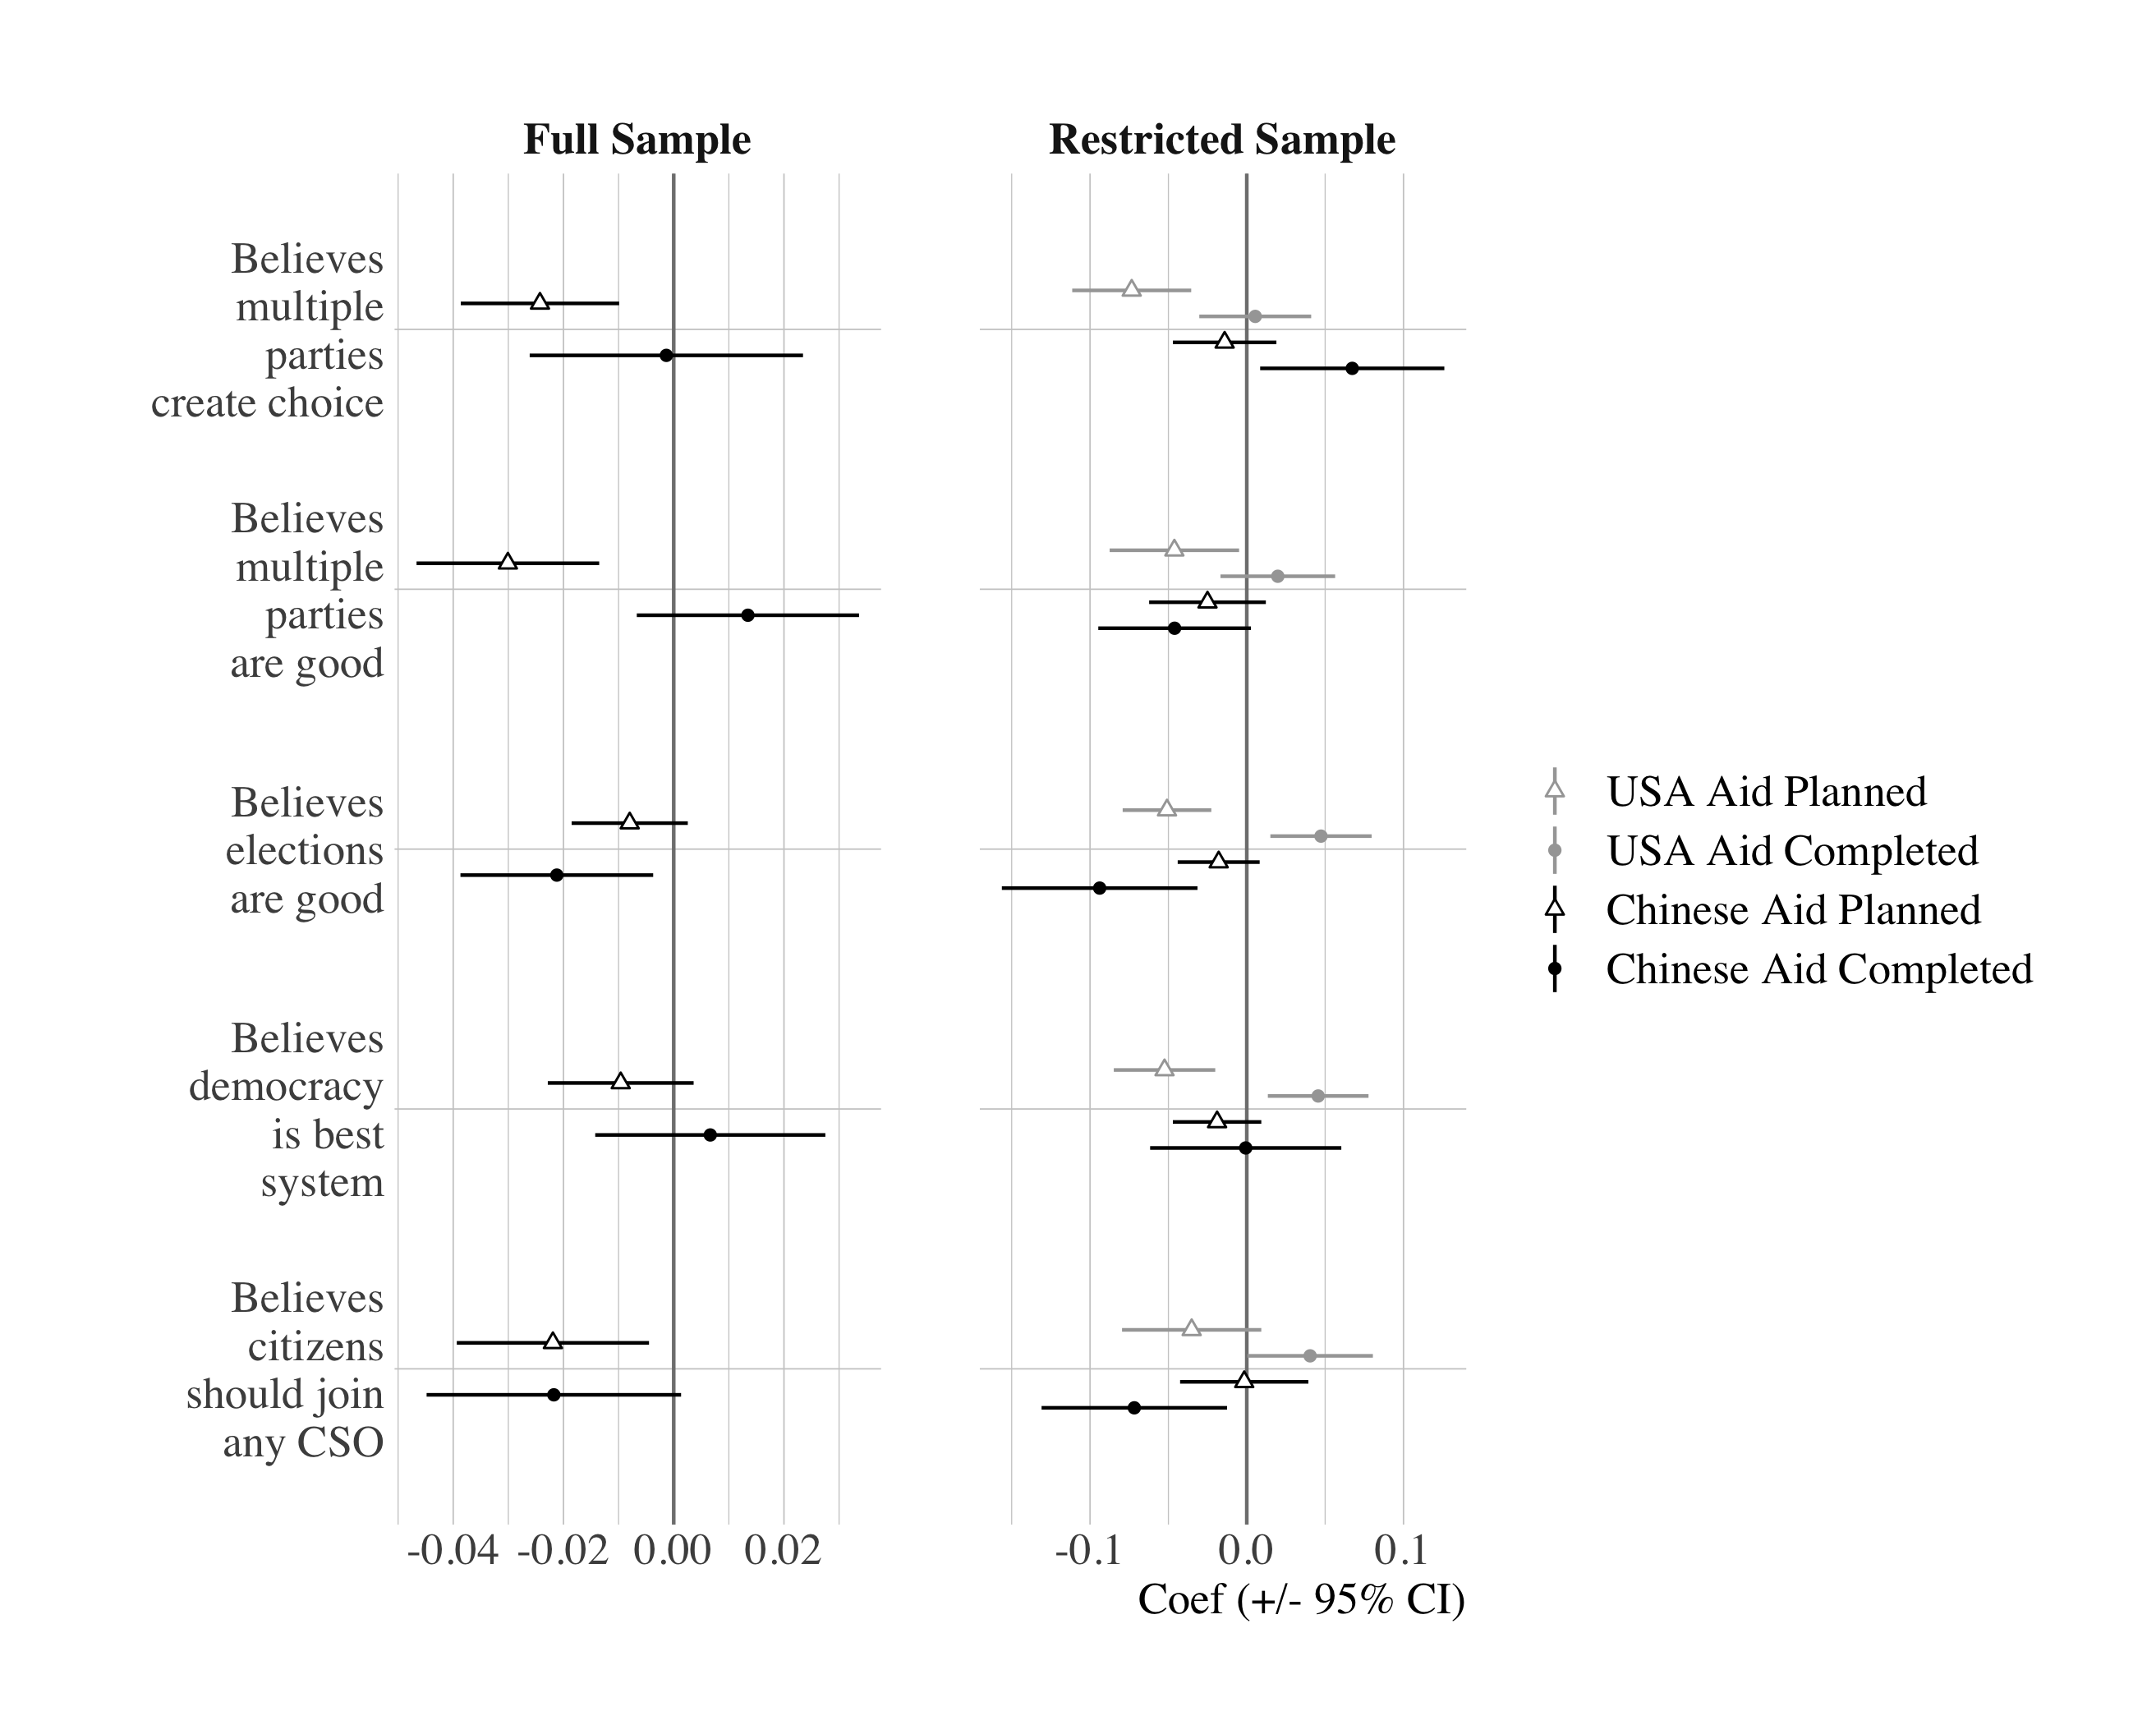 Full Sample
Restricted Sample
Believes
multiple
parties
create choice
Believes
multiple
parties
are good
Believes
elections
are good
Believes
democracy
is best
system
Believes
citizens
should join
any CSO
-0.04 -0.02 0.00 0.02
-0.1 0.0 0.1
Coef (+/- 95% CI)
USA Aid Planned
USA Aid Completed
Chinese Aid Planned
Chinese Aid Completed